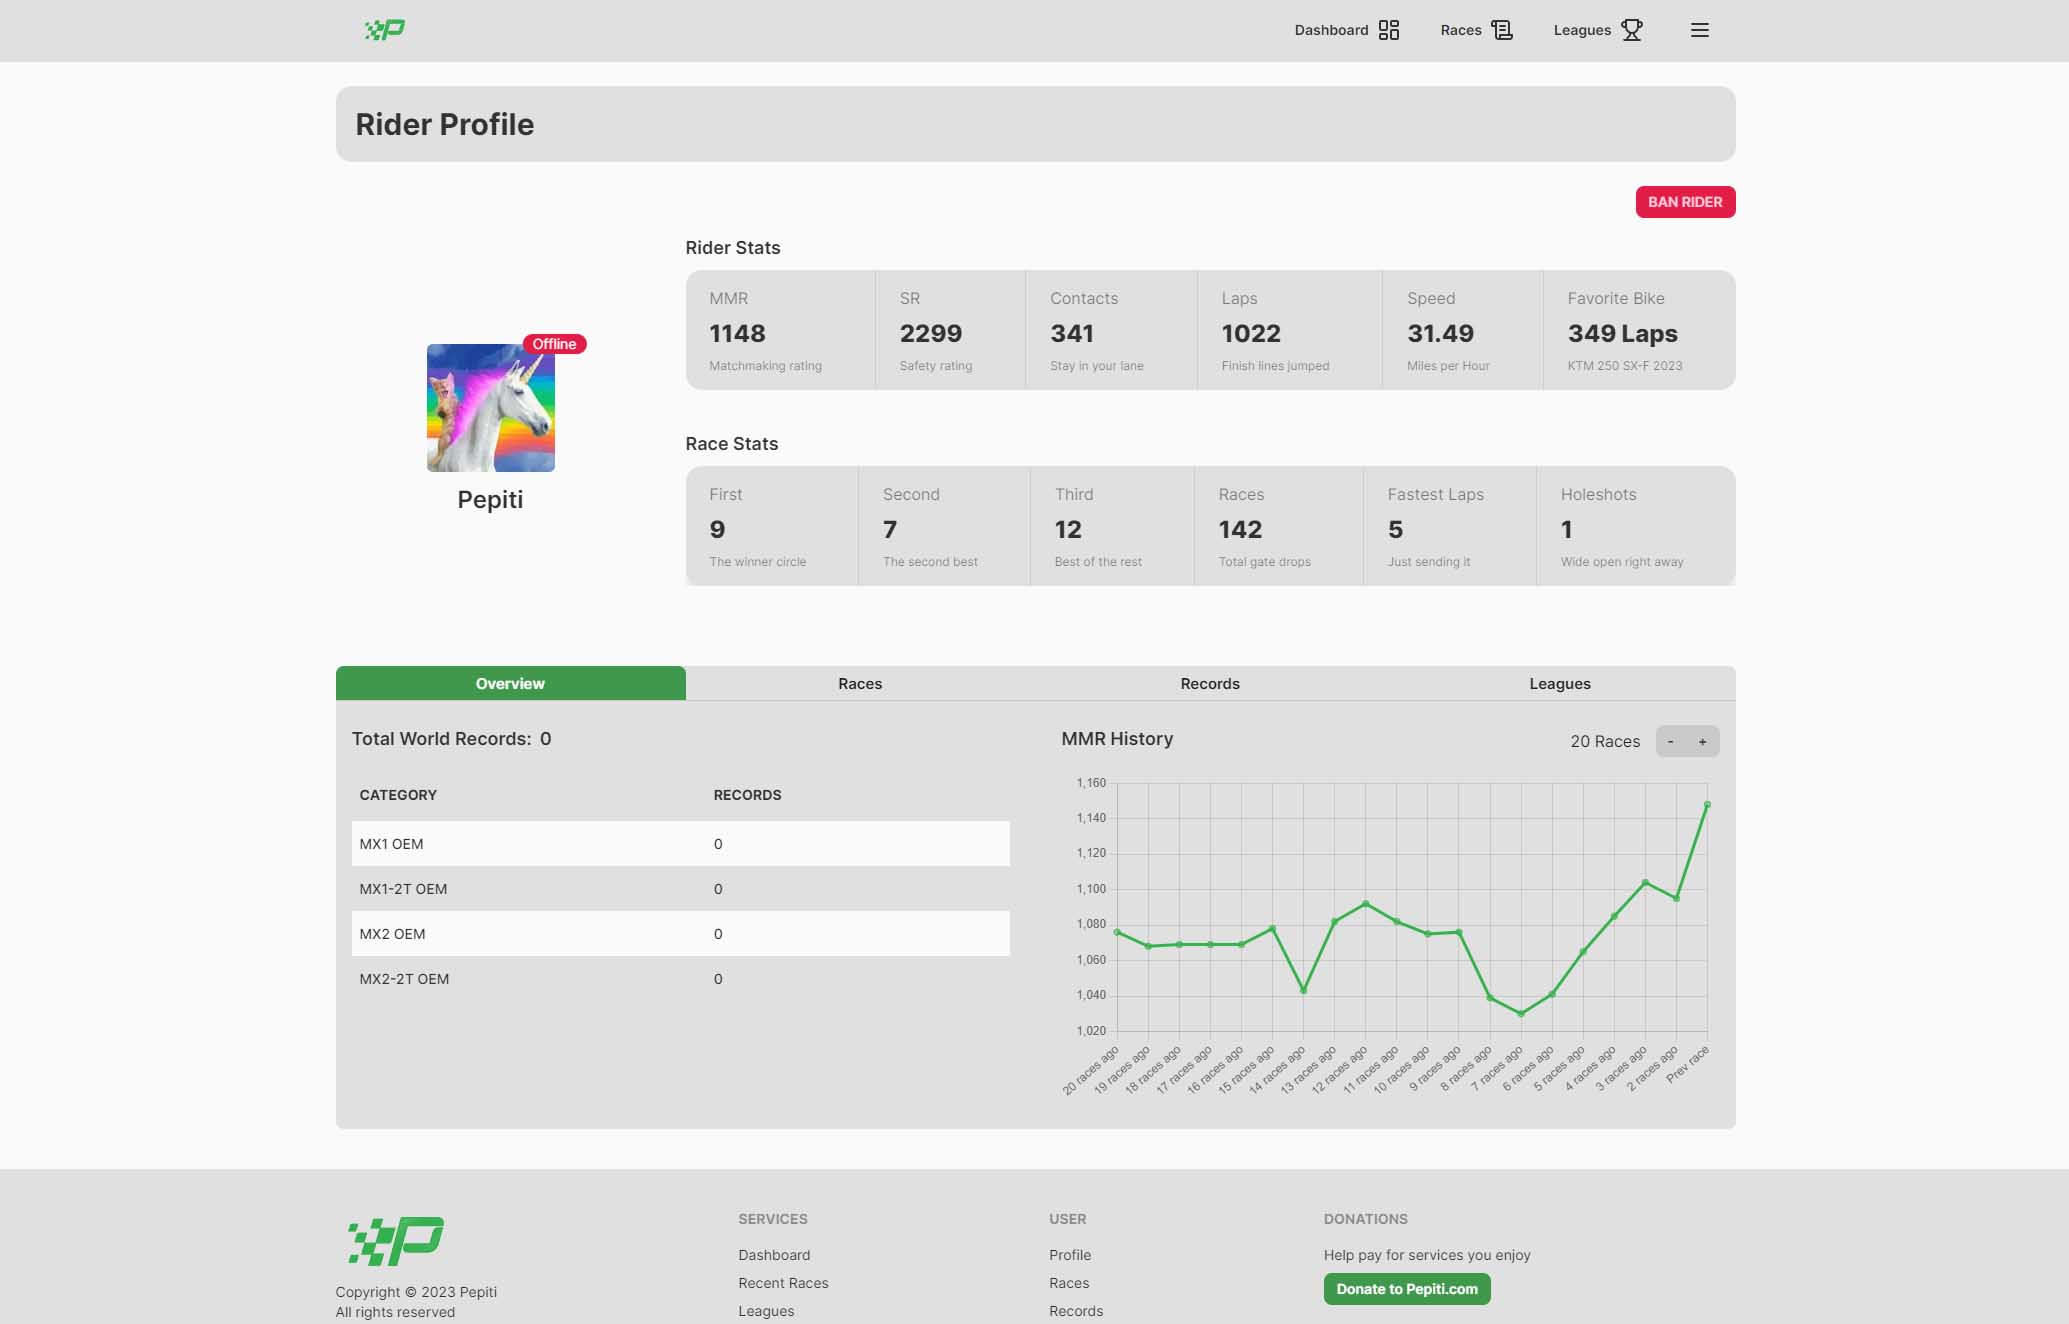 Dashboard
Races
Leagues
Rider Profile
BAN RIDER
Rider Stats
MMR
1148
Matchmaking rating
SR
2299
Safety rating
Contacts
341
Stay in your lane
Laps
1022
Finish lines jumped
Speed
31.49
Miles per Hour
Favorite Bike
349 Laps
KTM 250 SX-F 2023
Offline
Pepiti
Race Stats
First
9
The winner circle
Second
7
The second best
Third
12
Best of the rest
Races
142
Total gate drops
Fastest Laps
5
Just sending it
Holeshots
1
Wide open right away
Overview
Races
Records
Leagues
Total World Records: 0
CATEGORY RECORDS
MX1 OEM 0
MX1-2T OEM 0
MX2 OEM 0
MX2-2T OEM 0
MMR History
20 Races - +
1,160
1,140
1,120
1,100
1,080
1,060
1,040
1,020
20 races ago
19 races ago
18 races ago
17 races ago
16 races ago
15 races ago
14 races ago
13 races ago
12 races ago
11 races ago
10 races ago
9 races ago
8 races ago
7 races ago
6 races ago
5 races ago
4 races ago
3 races ago
2 races ago
Prev race
P
Copyright © 2023 Pepiti
All rights reserved
SERVICES
Dashboard
Recent Races
Leagues
USER
Profile
Races
Records
DONATIONS
Help pay for services you enjoy
Donate to Pepiti.com